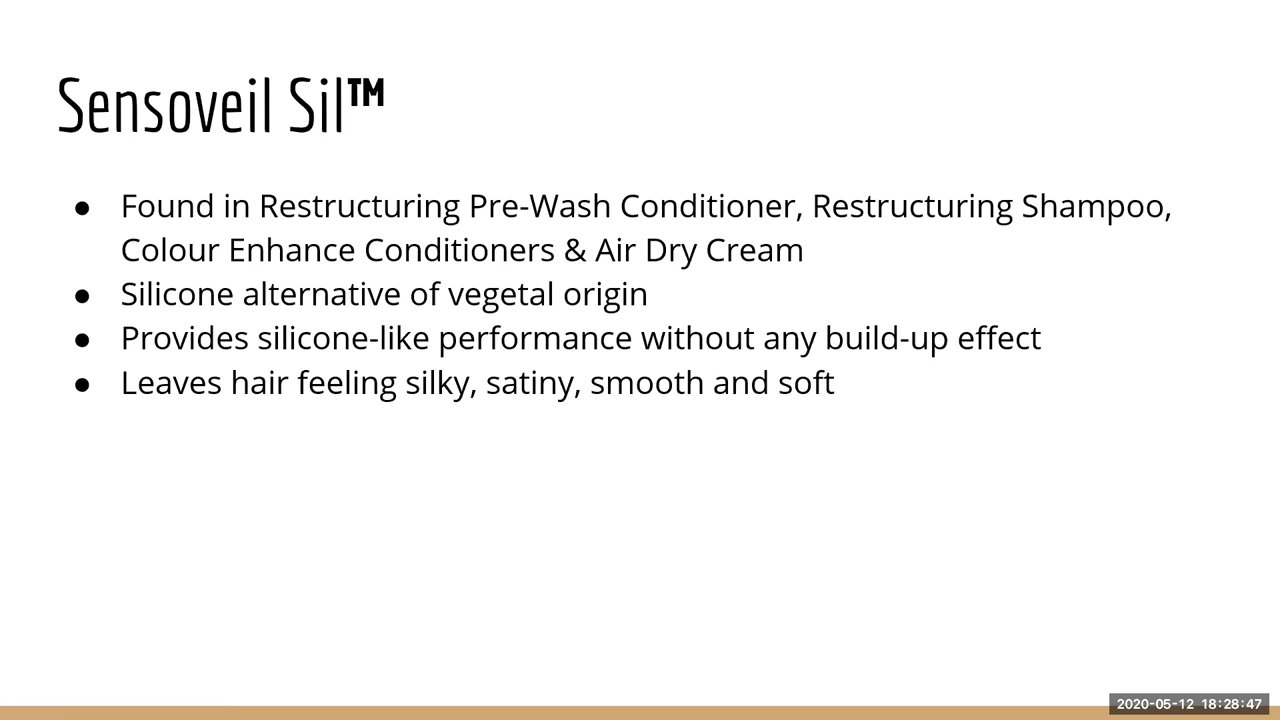 Sensoveil Sil™
● Found in Restructuring Pre-Wash Conditioner, Restructuring Shampoo,
Colour Enhance Conditioners & Air Dry Cream
● Silicone alternative of vegetal origin
● Provides silicone-like performance without any build-up effect
● Leaves hair feeling silky, satiny, smooth and soft
2020-05-12 18:28:47